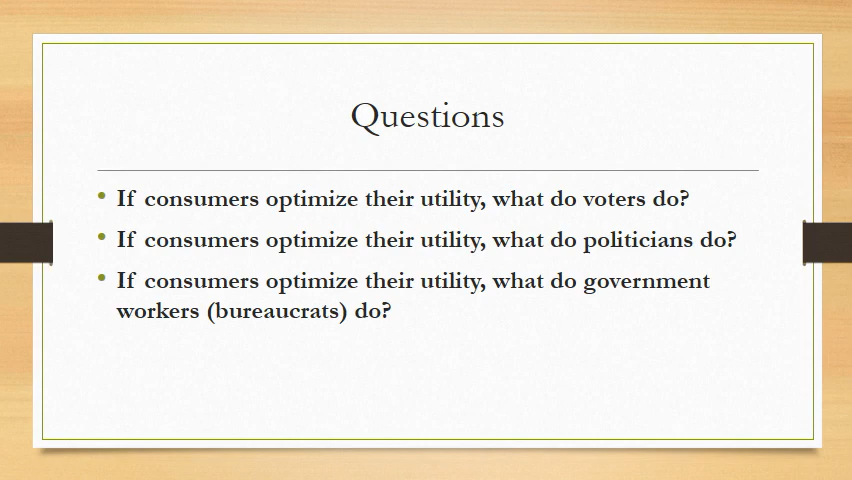 Questions
• If consumers optimize their utility, what do voters do?
• If consumers optimize their utility, what do politicians do?
• If consumers optimize their utility, what do government
workers (bureaucrats) do?